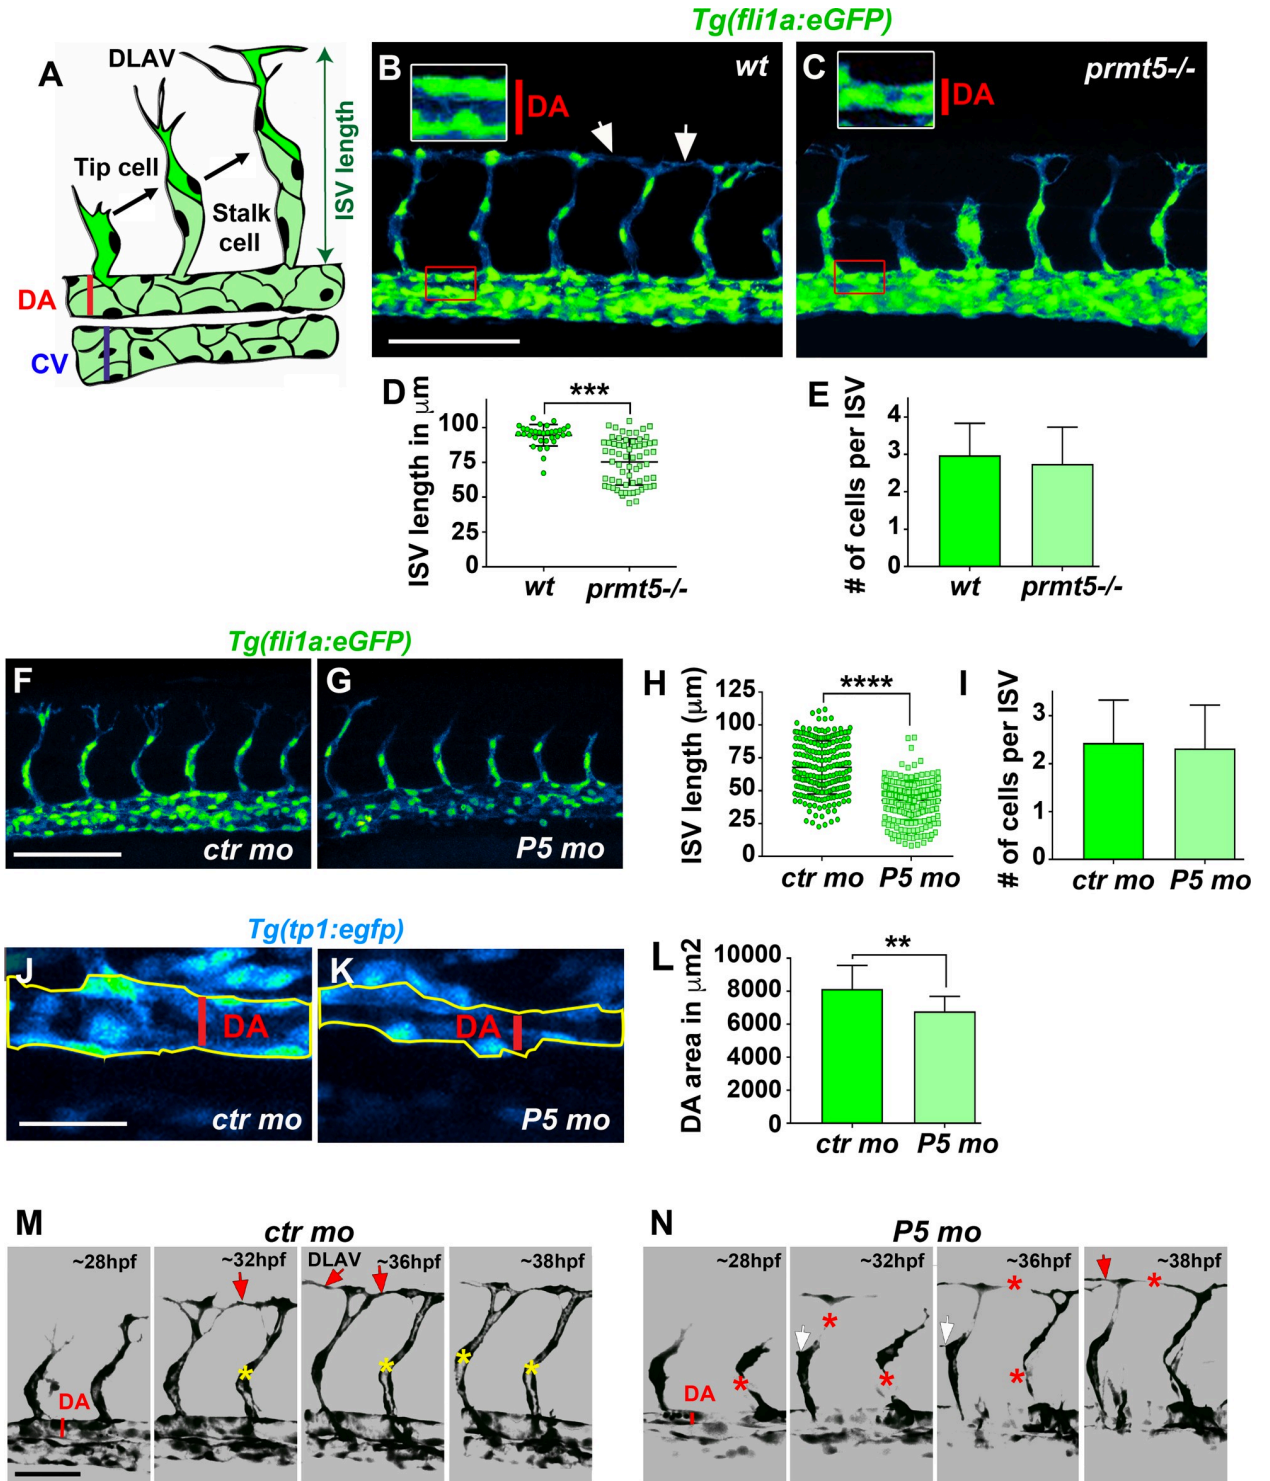 Tg(fli1a:eGFP)
A
DLAV
Tip cell
Stalk
cell
ISV length
DA
CV
B
DA
wt
C
DA
prmt5-/-
D
ISV length in μm
100
75
50
25
0
***
wt
prmt5-/-
E
# of cells per ISV
4
3
2
1
0
wt
prmt5-/-
Tg(fli1a:eGFP)
F
ctr mo
G
P5 mo
H
ISV length (μm)
125
100
75
50
25
0
****
ctr mo
P5 mo
I
# of cells per ISV
3
2
1
0
ctr mo
P5 mo
Tg(tp1:egfp)
J
DA
ctr mo
K
DA
P5 mo
L
DA area in μm2
10000
8000
6000
4000
2000
0
**
ctr mo
P5 mo
M
ctr mo
~28hpf
DA
~32hpf
*
DLAV
~36hpf
*
~38hpf
*
*
N
P5 mo
~28hpf
*
DA
~32hpf
*
*
~36hpf
*
*
~38hpf
*